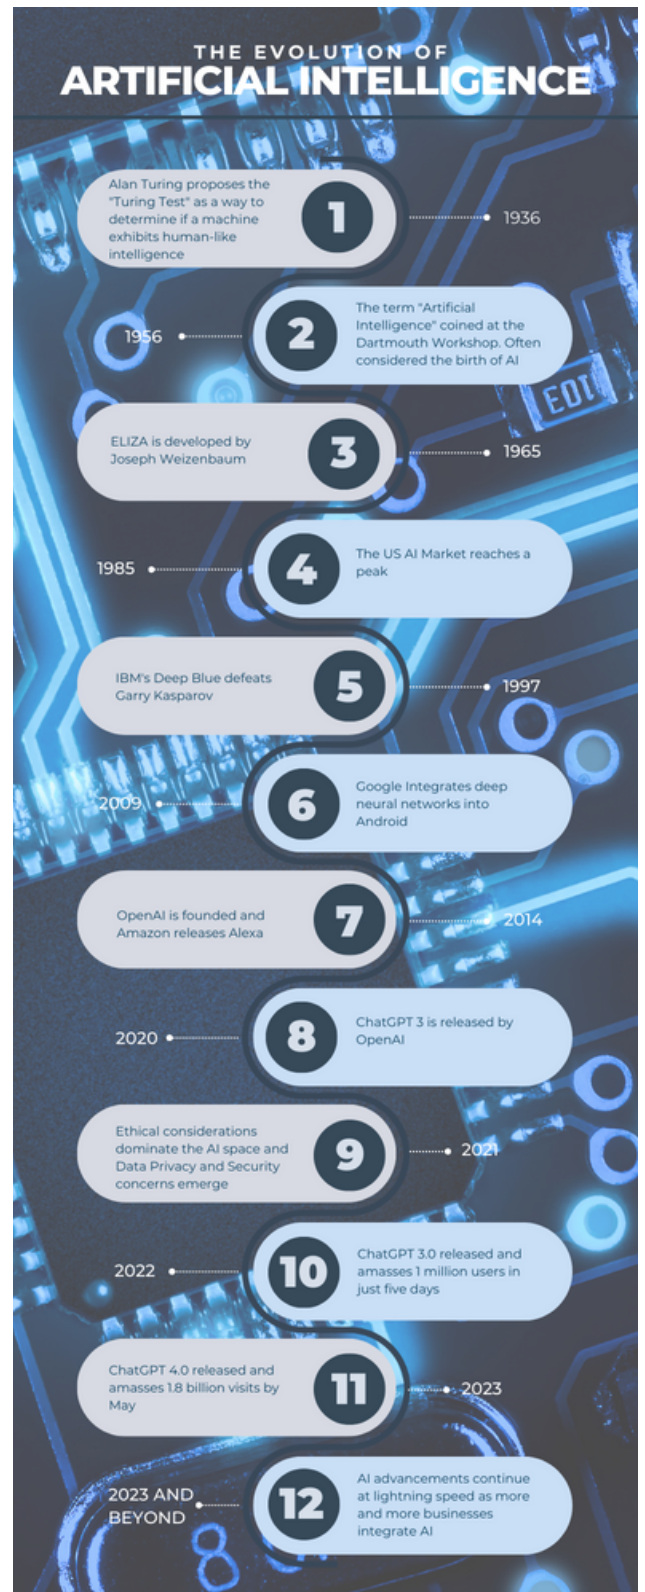 THE EVOLUTION OF
ARTIFICIAL INTELLIGENCE
Alan Turing proposes the
"Turing Test" as a way to
determine if a machine
exhibits human-like
intelligence
1
1936
1956
2
The term "Artificial
Intelligence" coined at the
Dartmouth Workshop. Often
considered the birth of AI
ELIZA is developed by
Joseph Weizenbaum
3
1965
1985
4
The US AI Market reaches a
peak
IBM's Deep Blue defeats
Garry Kasparov
5
1997
2009
6
Google Integrates deep
neural networks into
Android
OpenAI is founded and
Amazon releases Alexa
7
2014
2020
8
ChatGPT 3 is released by
OpenAI
Ethical considerations
dominate the AI space and
Data Privacy and Security
concerns emerge
9
2021
2022
10
ChatGPT 3.0 released and
amasses 1 million users in
just five days
ChatGPT 4.0 released and
amasses 1.8 billion visits by
May
11
2023
2023 AND
BEYOND
12
AI advancements continue
at lightning speed as more
and more businesses
integrate AI